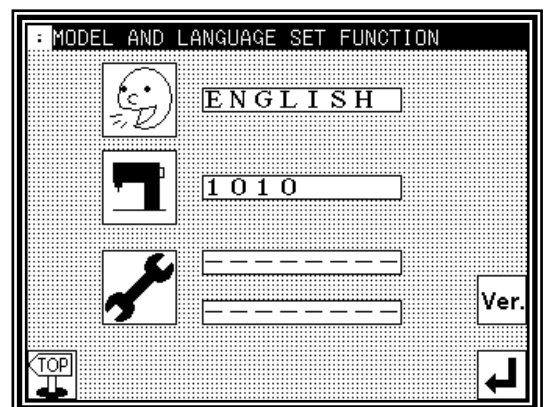 : MODEL AND LANGUAGE SET FUNCTION
ENGLISH
1010
--------
--------
Ver.
TOP